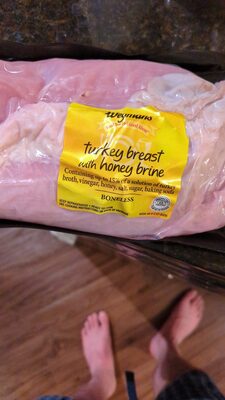 Wegmans
turkey breast
with honey brine
Containing up to 15% of a solution of turkey
broth, vinegar, honey, salt, sugar, baking soda
BONELESS